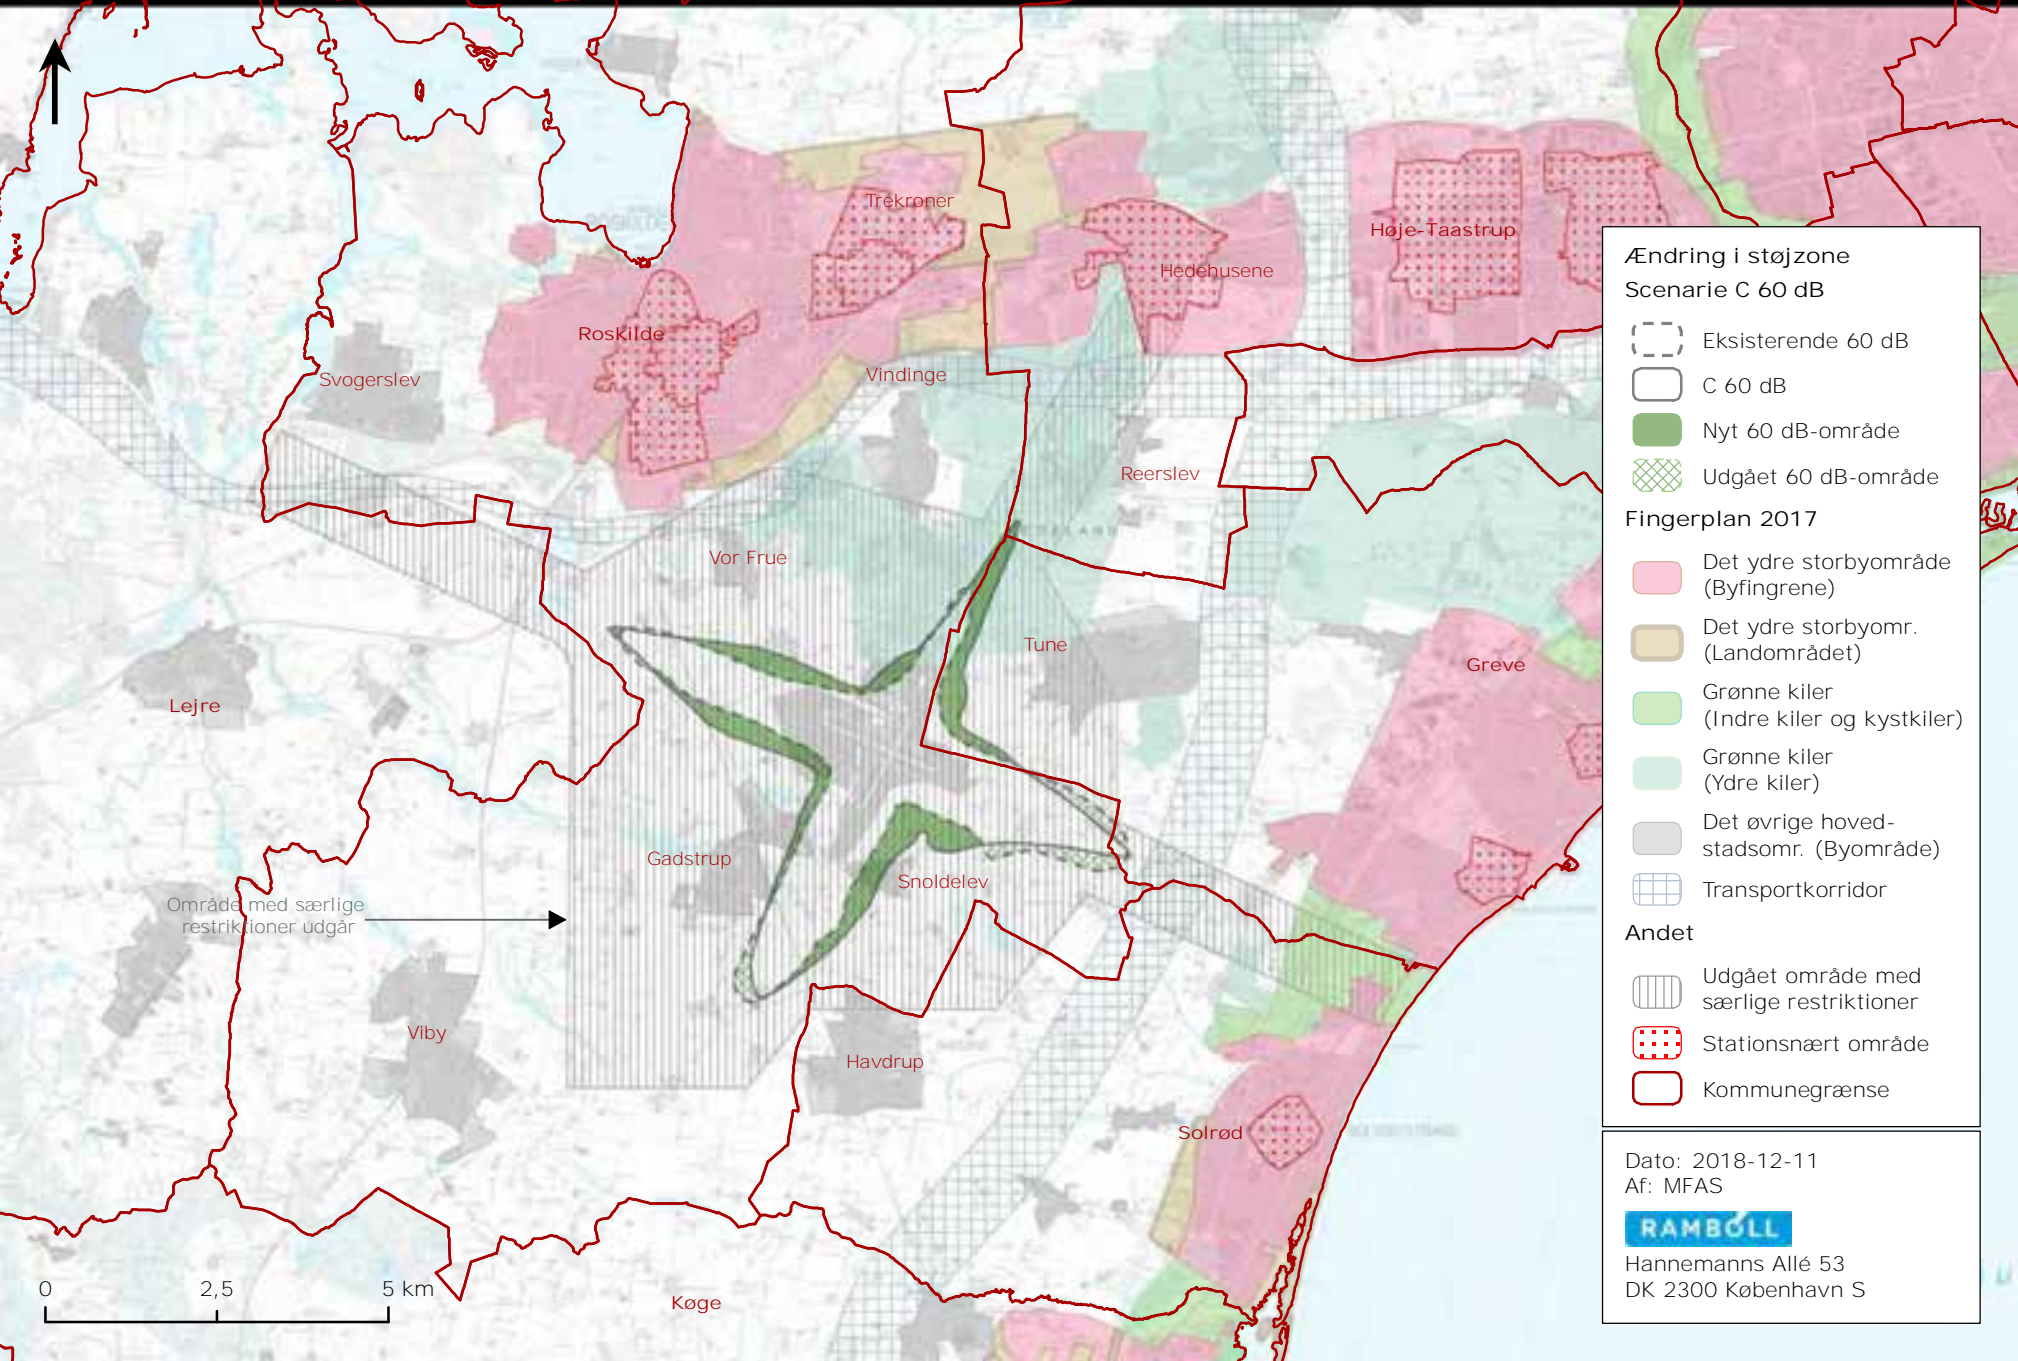 Trekroner
Høje-Taastrup
Hedehusene
Roskilde
Svogerslev
Vindinge
Reerslev
Vor Frue
Tune
Greve
Lejre
Gadstrup
Snoldelev
Område med særlige
restriktioner udgår
Viby
Havdrup
Solrød
Køge
0 2,5 5 km
Ændring i støjzone
Scenarie C 60 dB
Eksisterende 60 dB
C 60 dB
Nyt 60 dB-område
Udgået 60 dB-område
Fingerplan 2017
Det ydre storbyområde
(Byfingrene)
Det ydre storbyomr.
(Landområdet)
Grønne kiler
(Indre kiler og kystkiler)
Grønne kiler
(Ydre kiler)
Det øvrige hoved-
stadsomr. (Byområde)
Transportkorridor
Andet
Udgået område med
særlige restriktioner
Stationsnært område
Kommunegrænse
Dato: 2018-12-11
Af: MFAS
RAMBOLL
Hannemanns Allé 53
DK 2300 København S